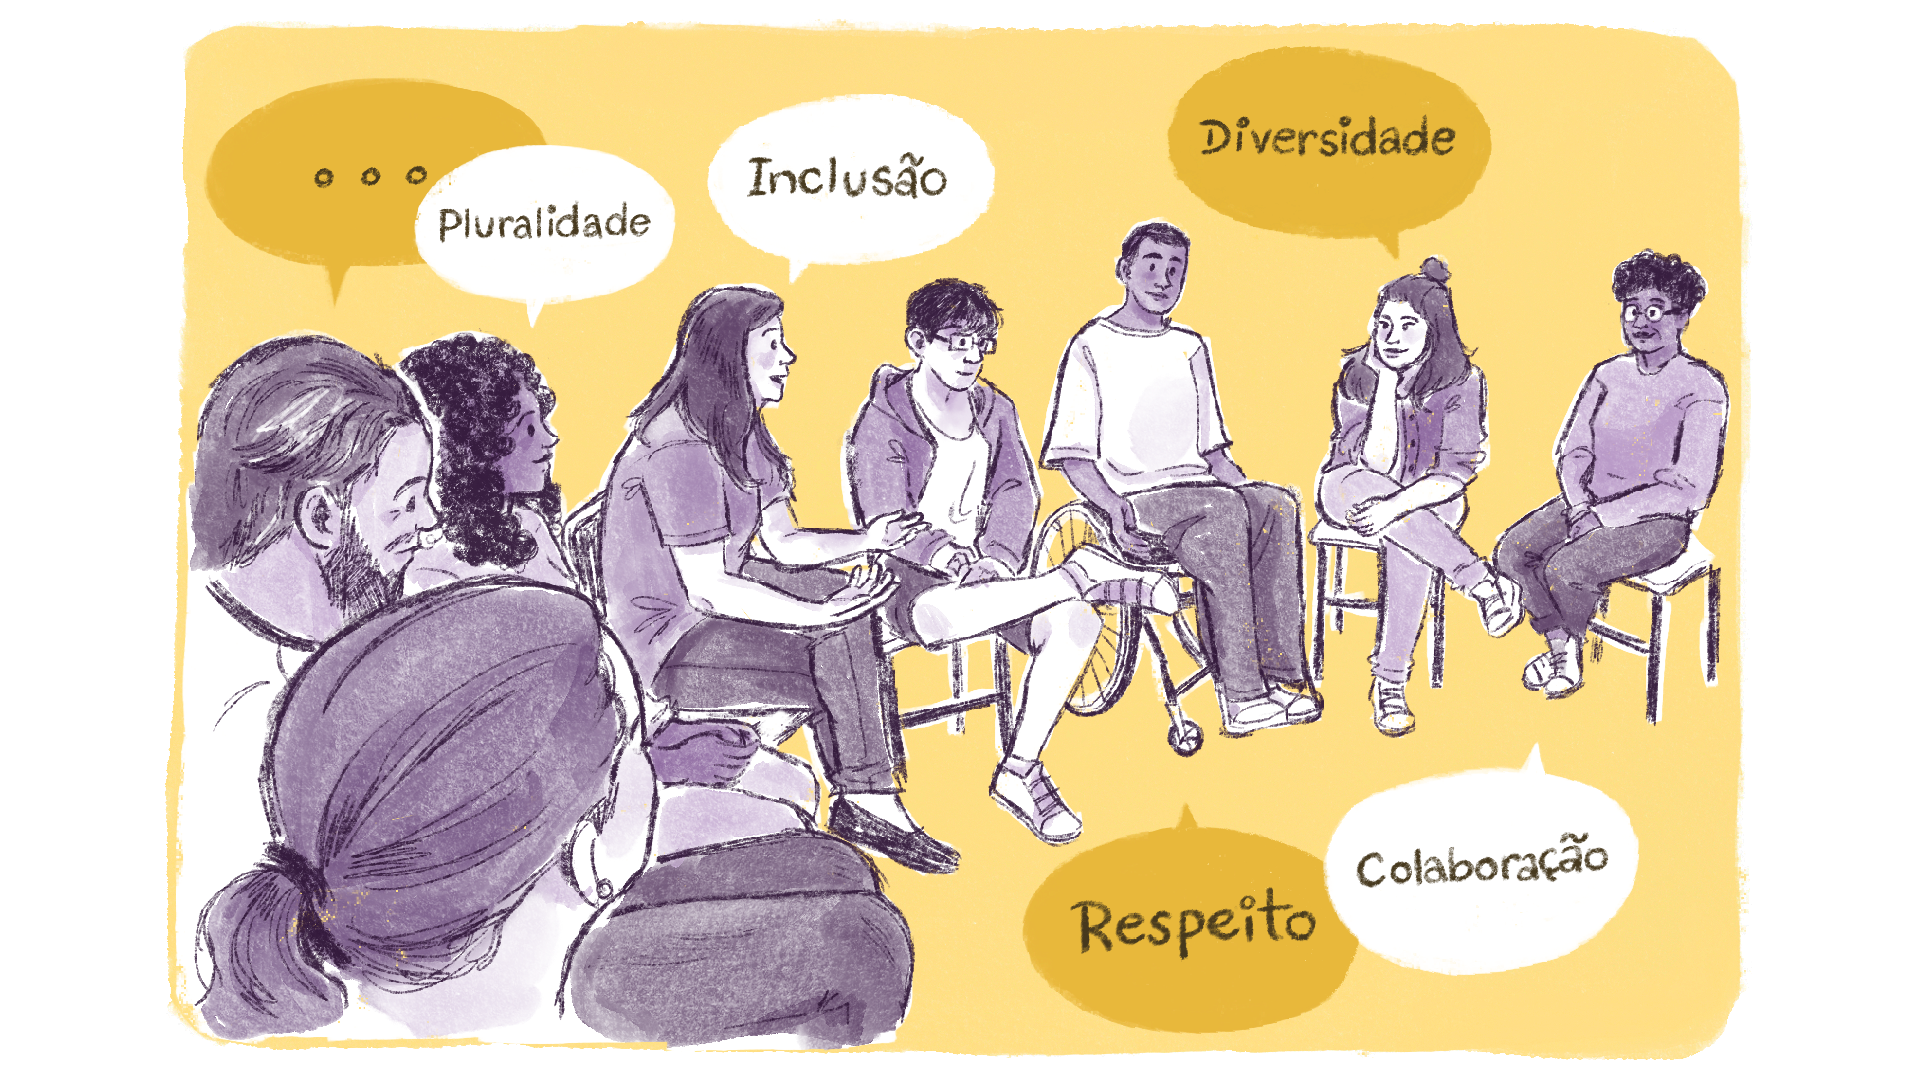 ...
Pluralidade
Inclusão
Diversidade
Respeito
Colaboração